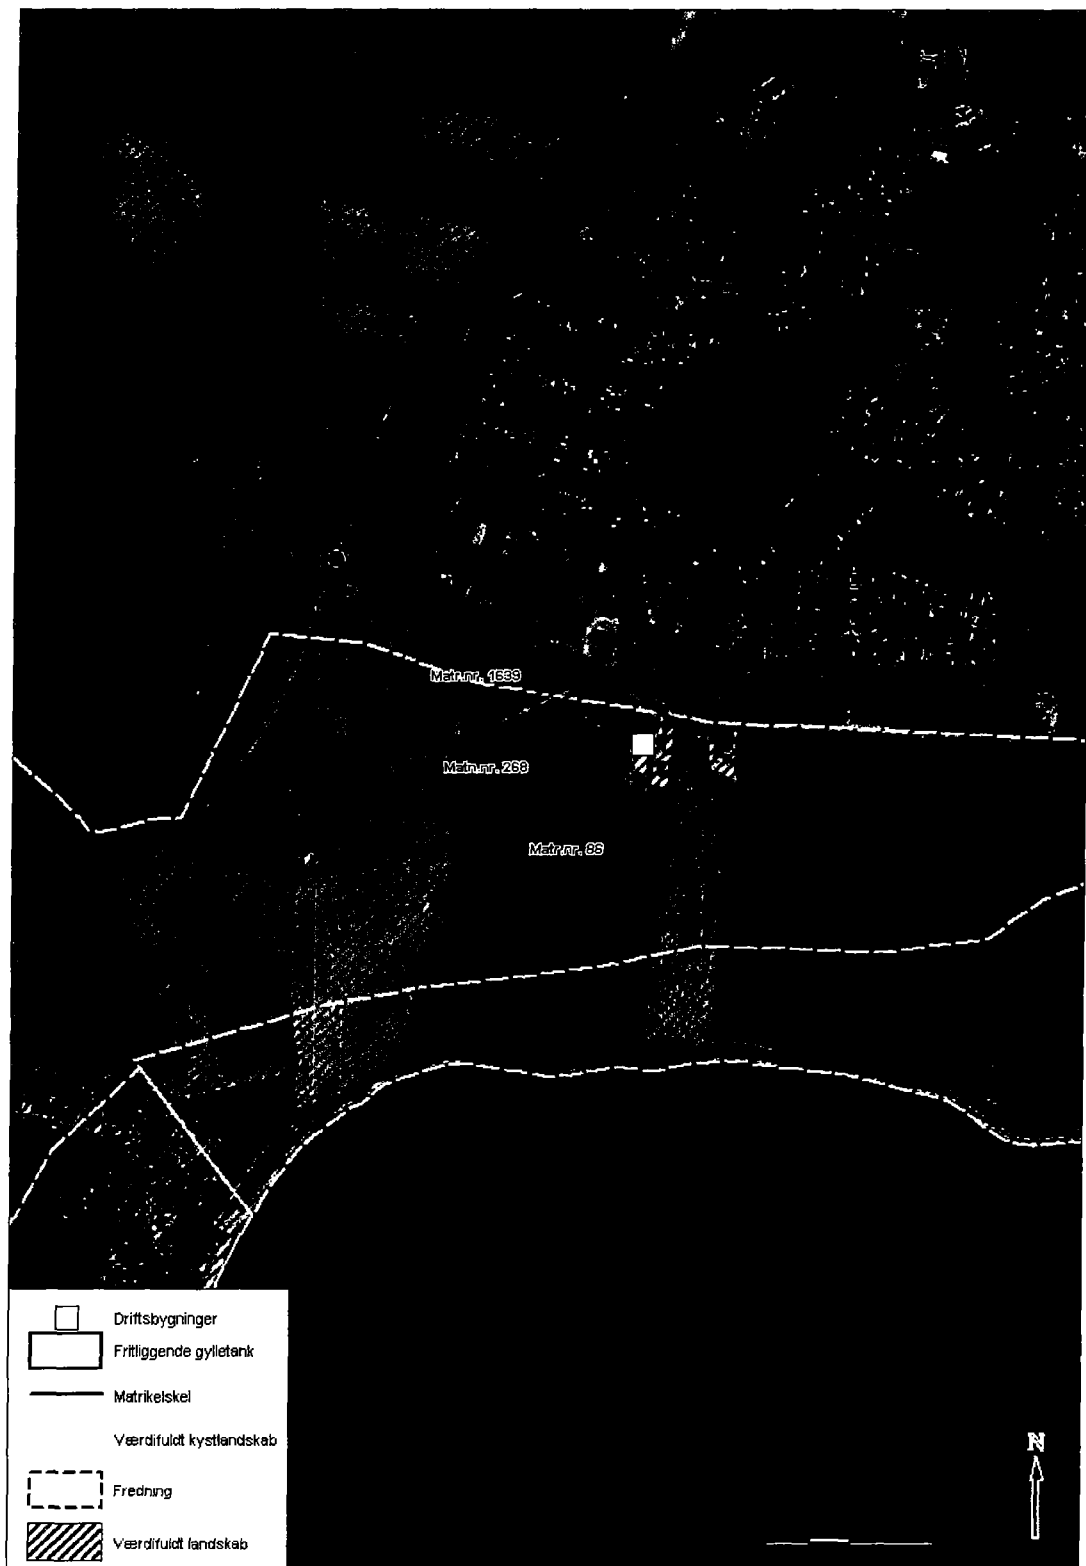 Matr.nr. 1639
Matr.nr. 268
Matr.nr. 86
Driftsbygninger
Fritliggende gylletank
Matrikelskel
Værdifuldt kystlandskab
Fredning
Værdifuldt landskab
N